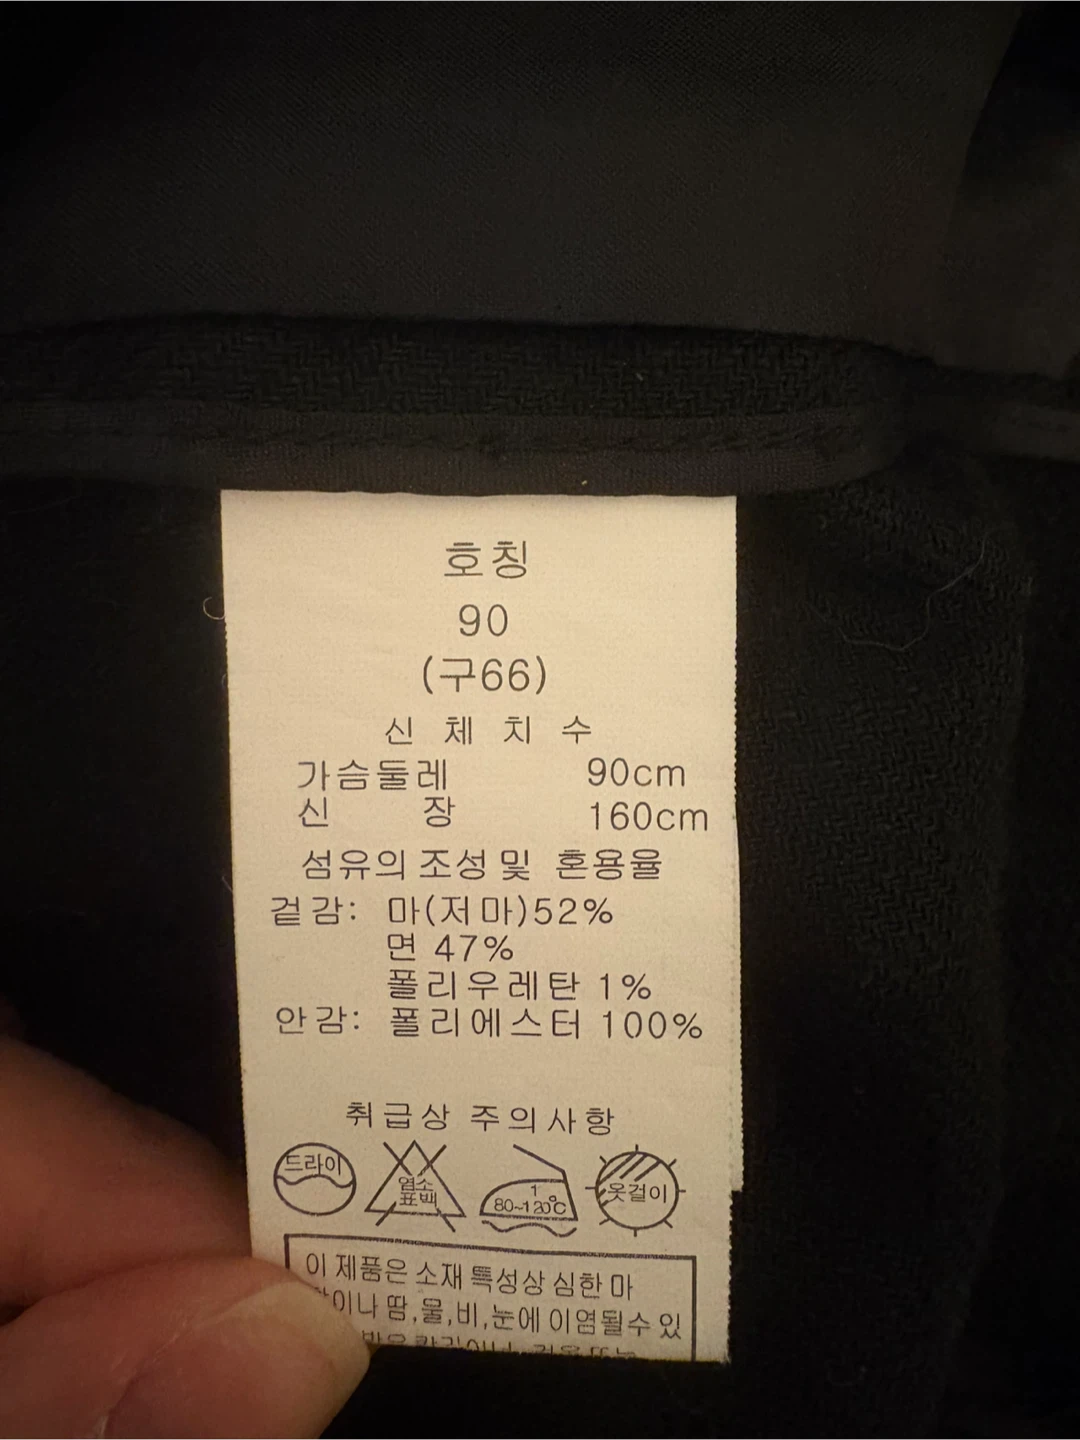 호칭
90
(구66)
신 체 치 수
가슴둘레 90cm
신 장 160cm
섬유의 조성 및 혼용율
겉감: 마(저마)52%
면 47%
폴리우레탄 1%
안감: 폴리에스터 100%
취급상 주의사항
드라이
염소
표백
1
80~120℃
옷걸이
이 제품은 소재 특성상 심한 마
땀,물,비,눈에 이염될수 있